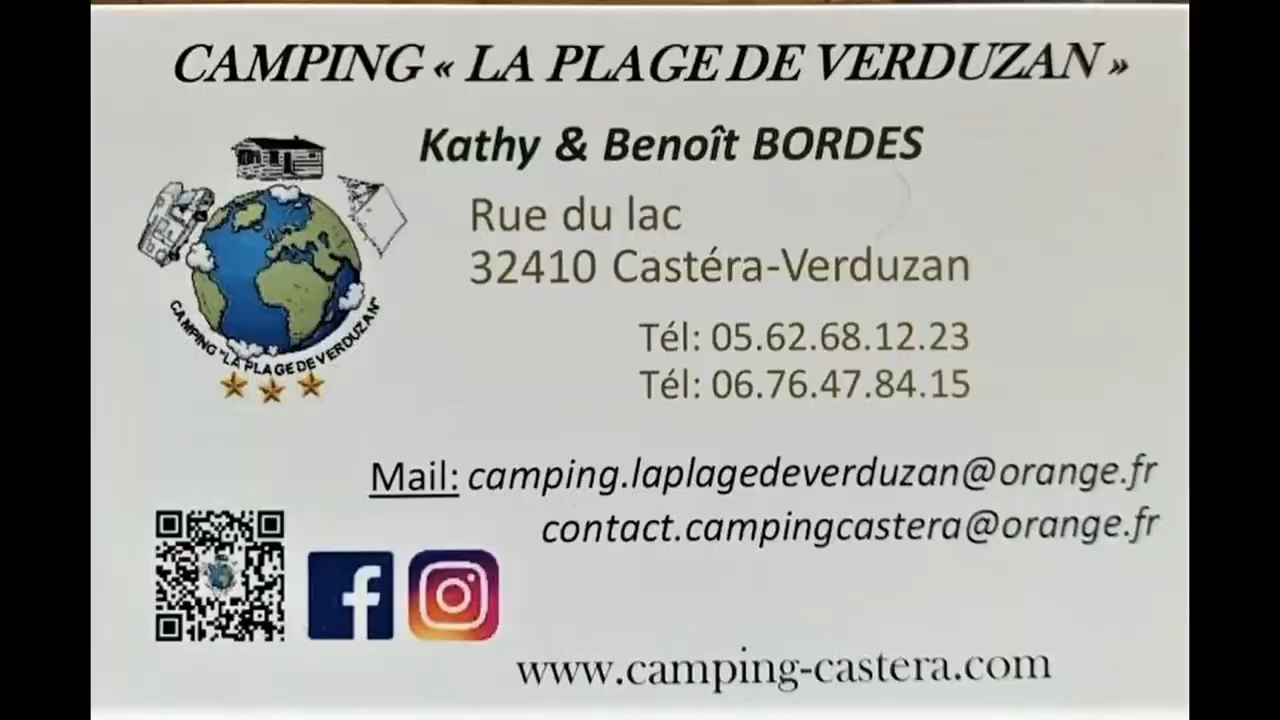 CAMPING « LA PLAGE DE VERDUZAN »
Kathy & Benoît BORDES
Rue du lac
32410 Castéra-Verduzan
CAMPING "LA PLAGE DE VERDUZAN"
Tél: 05.62.68.12.23
Tél: 06.76.47.84.15
Mail: camping.laplagedeverduzan@orange.fr
contact.campingcastera@orange.fr
www.camping-castera.com